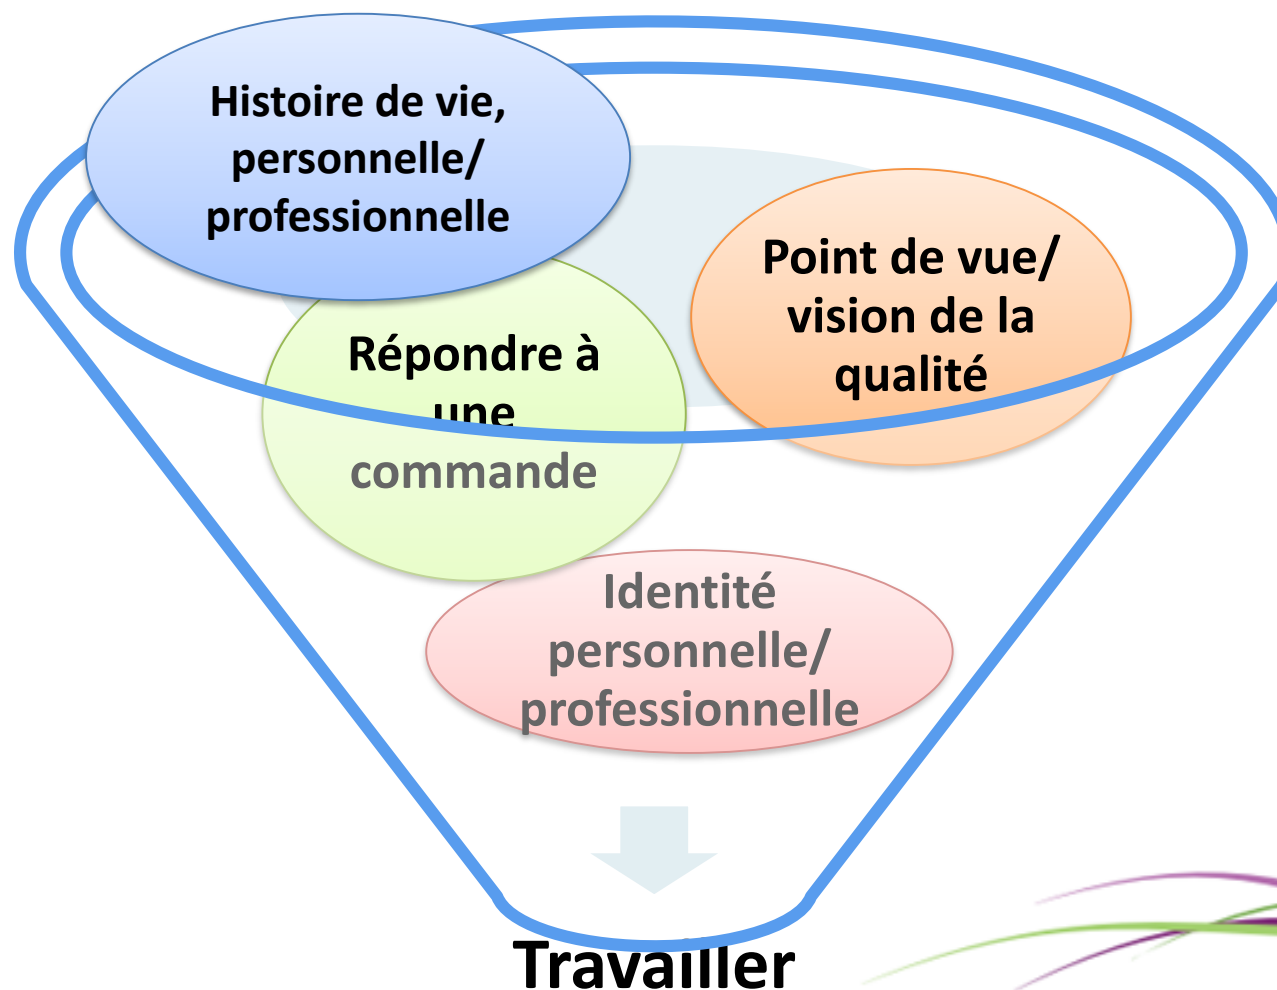 Histoire de vie,
personnelle/
professionnelle
Point de vue/
vision de la
qualité
Répondre à
une
commande
Identité
personnelle/
professionnelle
Travailler